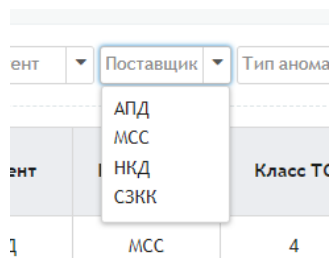 ент Поставщик Тип анома
АПД
МСС
НКД
СЗКК
ент Класс ТС
Д МСС 4